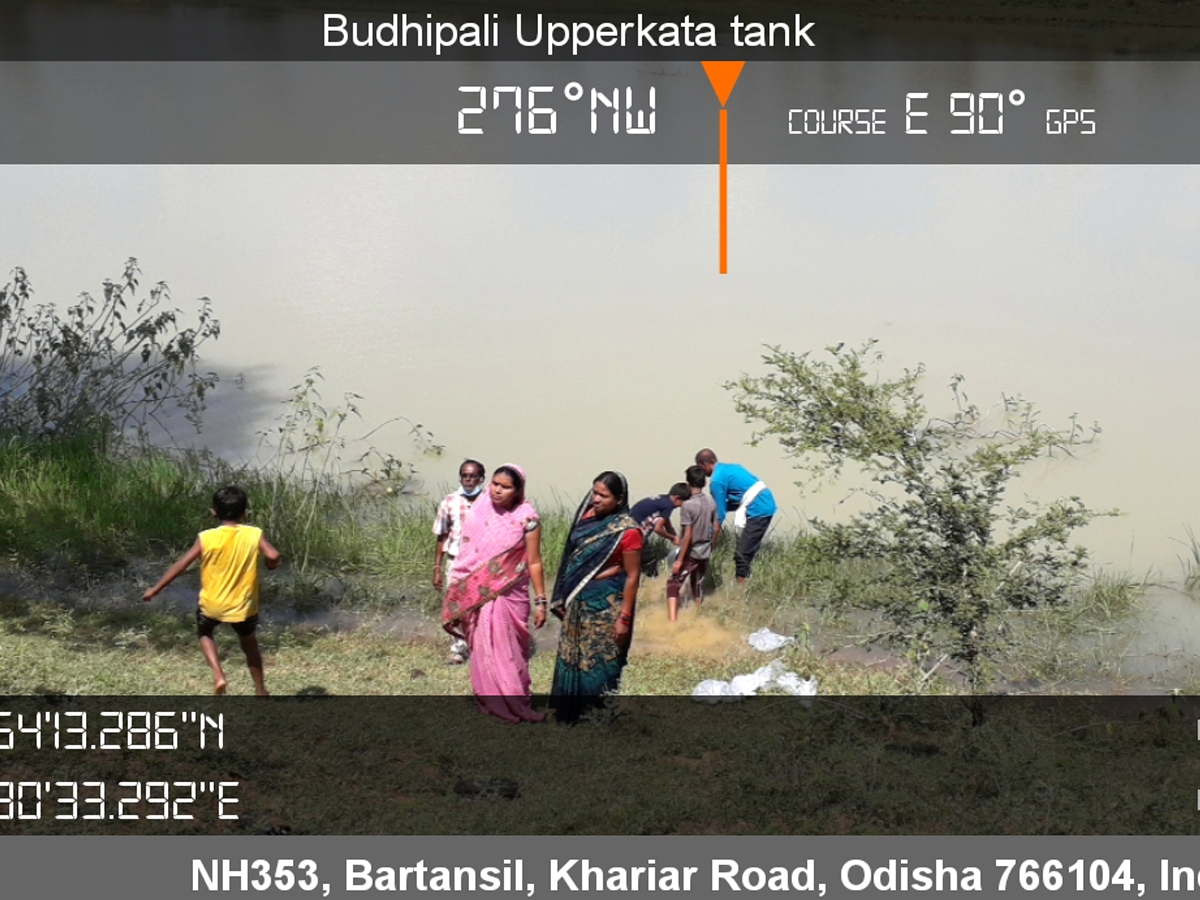 Budhipali Upperkata tank
276°NW COURSE E 90° GPS
54'13.286"N
30'33.292"E
NH353, Bartansil, Khariar Road, Odisha 766104,